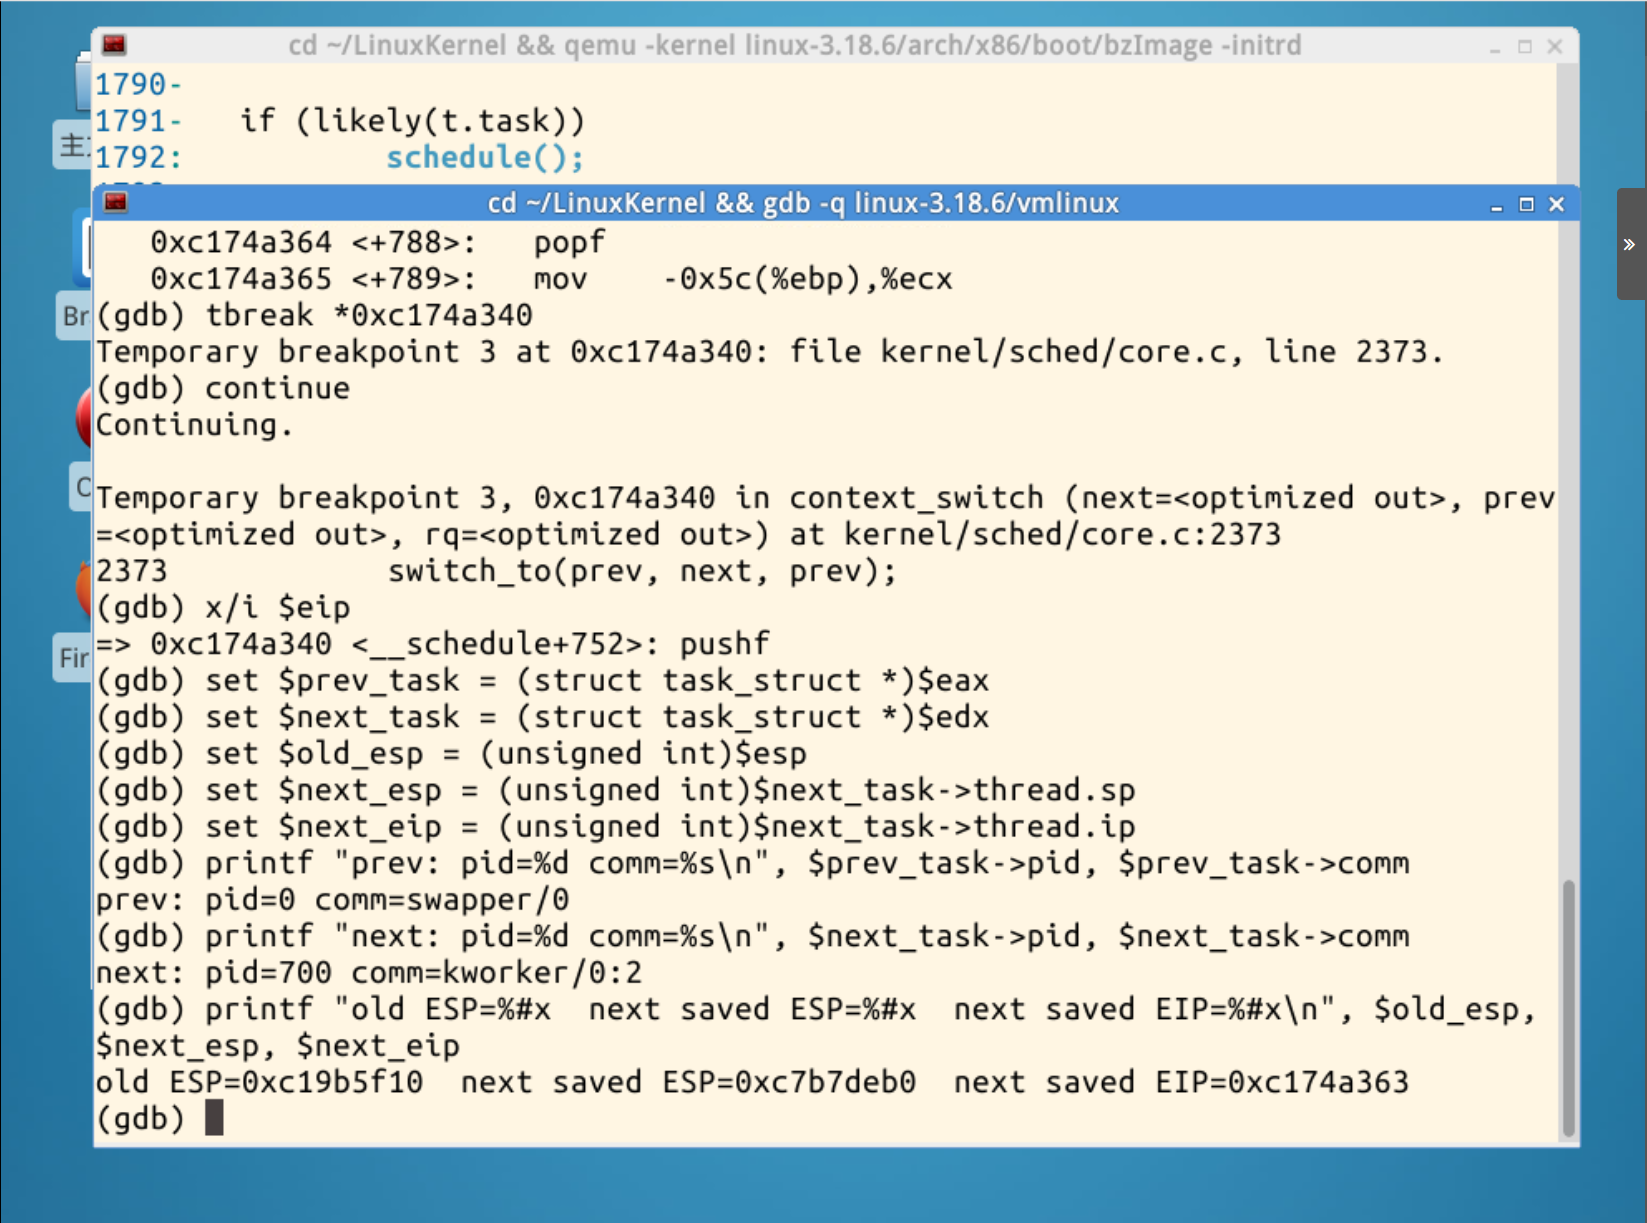 cd ~/LinuxKernel && qemu -kernel linux-3.18.6/arch/x86/boot/bzImage -initrd
1790-
1791-   if (likely(t.task))
1792:           schedule();
主
Br
Fir
cd ~/LinuxKernel && gdb -q linux-3.18.6/vmlinux
   0xc174a364 <+788>:   popf
   0xc174a365 <+789>:   mov    -0x5c(%ebp),%ecx
(gdb) tbreak *0xc174a340
Temporary breakpoint 3 at 0xc174a340: file kernel/sched/core.c, line 2373.
(gdb) continue
Continuing.
Temporary breakpoint 3, 0xc174a340 in context_switch (next=<optimized out>, prev
=<optimized out>, rq=<optimized out>) at kernel/sched/core.c:2373
2373            switch_to(prev, next, prev);
(gdb) x/i $eip
=> 0xc174a340 <__schedule+752>: pushf
(gdb) set $prev_task = (struct task_struct *)$eax
(gdb) set $next_task = (struct task_struct *)$edx
(gdb) set $old_esp = (unsigned int)$esp
(gdb) set $next_esp = (unsigned int)$next_task->thread.sp
(gdb) set $next_eip = (unsigned int)$next_task->thread.ip
(gdb) printf "prev: pid=%d comm=%s\n", $prev_task->pid, $prev_task->comm
prev: pid=0 comm=swapper/0
(gdb) printf "next: pid=%d comm=%s\n", $next_task->pid, $next_task->comm
next: pid=700 comm=kworker/0:2
(gdb) printf "old ESP=%#x  next saved ESP=%#x  next saved EIP=%#x\n", $old_esp,
$next_esp, $next_eip
old ESP=0xc19b5f10  next saved ESP=0xc7b7deb0  next saved EIP=0xc174a363
(gdb)